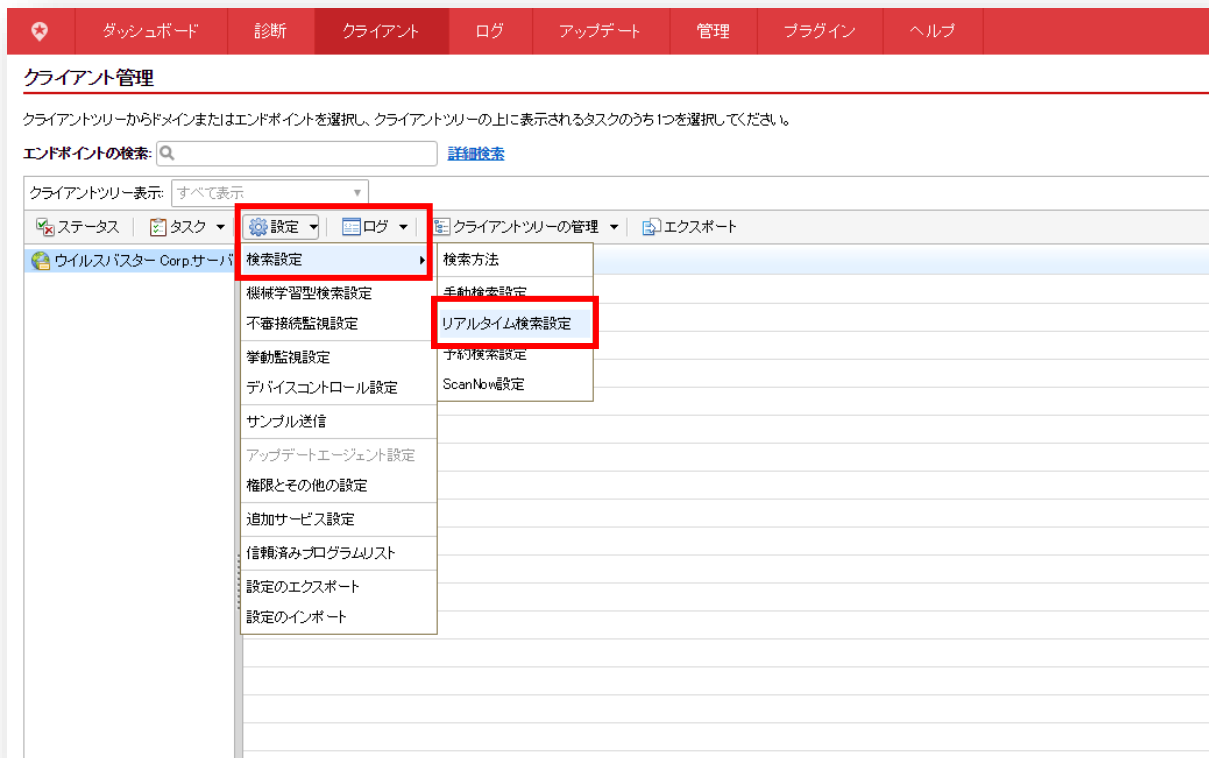 ダッシュボード 診断 クライアント ログ アップデート 管理 プラグイン ヘルプ
クライアント管理
クライアントツリーからドメインまたはエンドポイントを選択し、クライアントツリーの上に表示されるタスクのうち1つを選択してください。
エンドポイントの検索: 詳細検索
クライアントツリー表示: すべて表示
ステータス タスク 設定 ログ クライアントツリーの管理 エクスポート
ウイルスバスター Corp.サーバ
検索設定 検索方法
機械学習型検索設定 手動検索設定
不審接続監視設定 リアルタイム検索設定
挙動監視設定 予約検索設定
デバイスコントロール設定 ScanNow設定
サンプル送信
アップデートエージェント設定
権限とその他の設定
追加サービス設定
信頼済みプログラムリスト
設定のエクスポート
設定のインポート